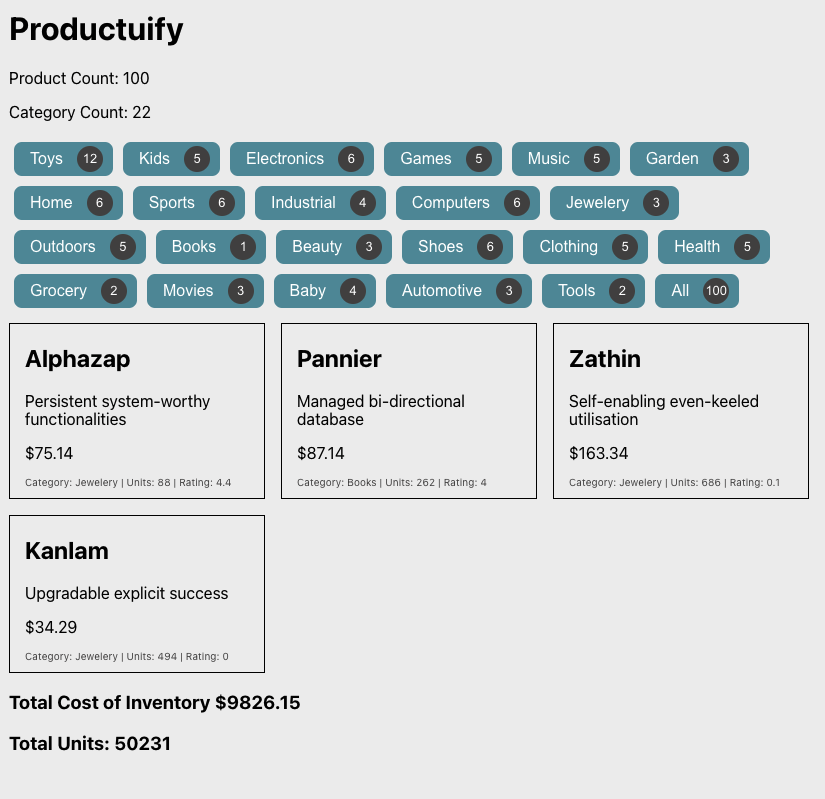 Productuify
Product Count: 100
Category Count: 22
Toys 12 Kids 5 Electronics 6 Games 5 Music 5 Garden 3
Home 6 Sports 6 Industrial 4 Computers 6 Jewelery 3
Outdoors 5 Books 1 Beauty 3 Shoes 6 Clothing 5 Health 5
Grocery 2 Movies 3 Baby 4 Automotive 3 Tools 2 All 100
Alphazap
Persistent system-worthy
functionalities
$75.14
Category: Jewelery | Units: 88 | Rating: 4.4
Pannier
Managed bi-directional
database
$87.14
Category: Books | Units: 262 | Rating: 4
Zathin
Self-enabling even-keeled
utilisation
$163.34
Category: Jewelery | Units: 686 | Rating: 0.1
Kanlam
Upgradable explicit success
$34.29
Category: Jewelery | Units: 494 | Rating: 0
Total Cost of Inventory $9826.15
Total Units: 50231